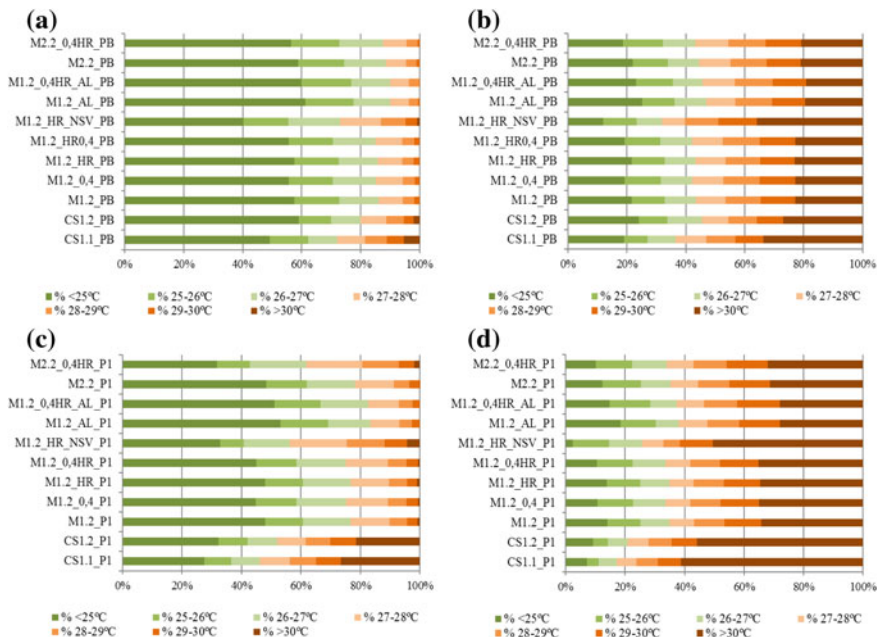 (a)
M2.2_0,4HR_PB
M2.2_PB
M1.2_0,4HR_AL_PB
M1.2_AL_PB
M1.2_HR_NSV_PB
M1.2_HR0,4_PB
M1.2_HR_PB
M1.2_0,4_PB
M1.2_PB
CS1.2_PB
CS1.1_PB
0% 20% 40% 60% 80% 100%
% <25ºC % 25-26ºC % 26-27ºC % 27-28ºC
% 28-29ºC % 29-30ºC % >30ºC
(b)
M2.2_0,4HR_PB
M2.2_PB
M1.2_0,4HR_AL_PB
M1.2_AL_PB
M1.2_HR_NSV_PB
M1.2_HR0,4_PB
M1.2_HR_PB
M1.2_0,4_PB
M1.2_PB
CS1.2_PB
CS1.1_PB
0% 20% 40% 60% 80% 100%
% <25ºC % 25-26ºC % 26-27ºC % 27-28ºC
% 28-29ºC % 29-30ºC % >30ºC
(c)
M2.2_0,4HR_P1
M2.2_P1
M1.2_0,4HR_AL_P1
M1.2_AL_P1
M1.2_HR_NSV_P1
M1.2_0,4HR_P1
M1.2_HR_P1
M1.2_0,4_P1
M1.2_P1
CS1.2_P1
CS1.1_P1
0% 20% 40% 60% 80% 100%
% <25ºC % 25-26ºC % 26-27ºC % 27-28ºC
% 28-29ºC % 29-30ºC % >30ºC
(d)
M2.2_0,4HR_P1
M2.2_P1
M1.2_0,4HR_AL_P1
M1.2_AL_P1
M1.2_HR_NSV_P1
M1.2_0,4HR_P1
M1.2_HR_P1
M1.2_0,4_P1
M1.2_P1
CS1.2_P1
CS1.1_P1
0% 20% 40% 60% 80% 100%
% <25ºC % 25-26ºC % 26-27ºC % 27-28ºC
% 28-29ºC % 29-30ºC % >30ºC